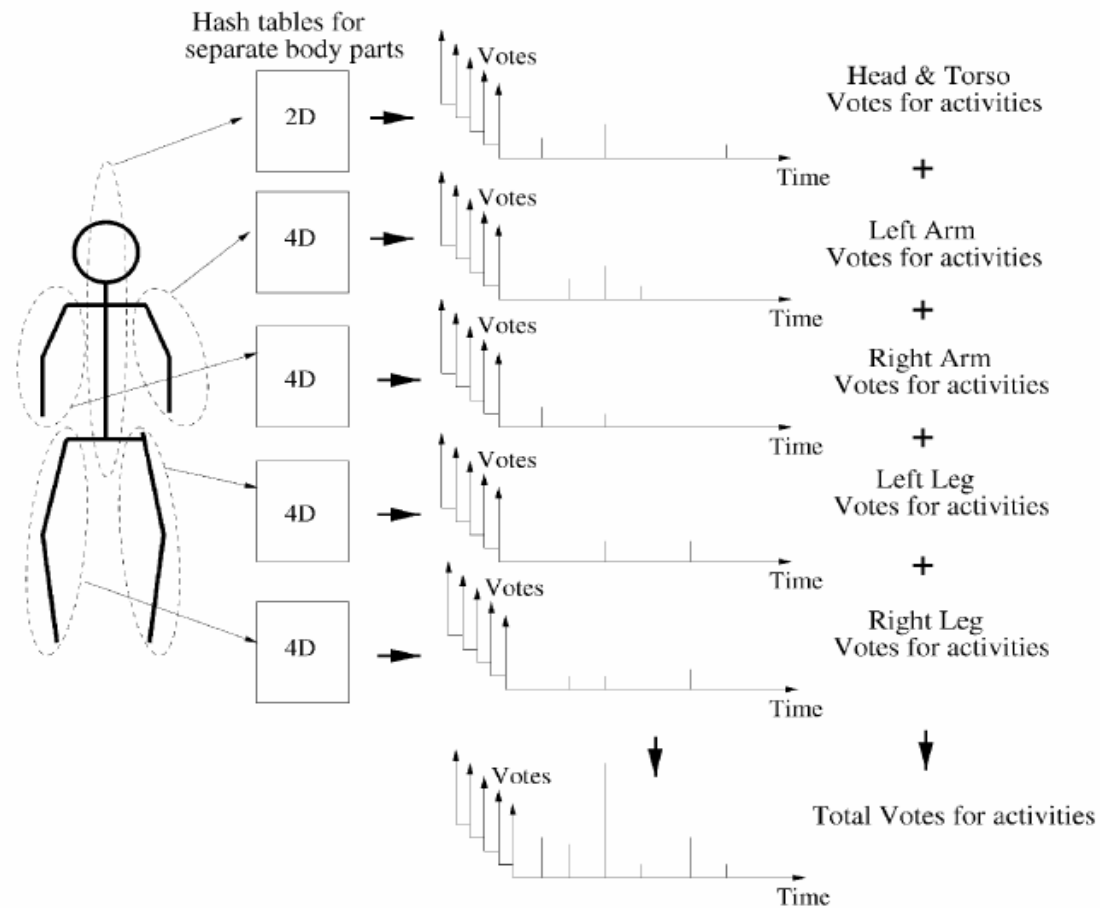 Hash tables for
separate body parts
2D
Votes
Time
Head & Torso
Votes for activities
+
4D
Votes
Time
Left Arm
Votes for activities
+
4D
Votes
Time
Right Arm
Votes for activities
+
4D
Votes
Time
Left Leg
Votes for activities
+
4D
Votes
Time
Right Leg
Votes for activities
Votes
Time
Total Votes for activities